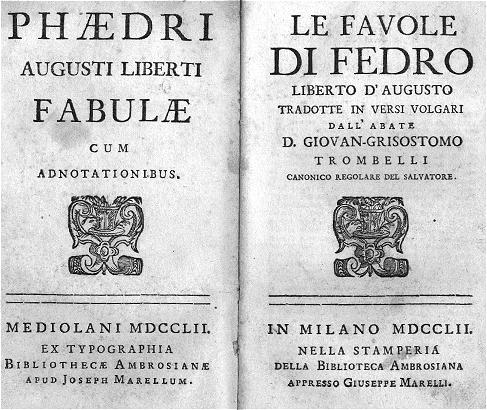 PHÆDRI
AUGUSTI LIBERTI
FABULÆ
CUM
ADNOTATIONIBUS.
MEDIOLANI MDCCLII.
EX TYPOGRAPHIA
BIBLIOTHECÆ AMBROSIANÆ
APUD JOSEPH MARELLUM.
LE FAVOLE
DI FEDRO
LIBERTO D'AUGUSTO
TRADOTTE IN VERSI VOLGARI
DALL'ABATE
D. GIOVAN-GRISOSTOMO
TROMBELLI
CANONICO REGOLARE DEL SALVATORE.
IN MILANO MDCCLII.
NELLA STAMPERIA
DELLA BIBLIOTECA AMBROSIANA
APPRESSO GIUSEPPE MARELLI.